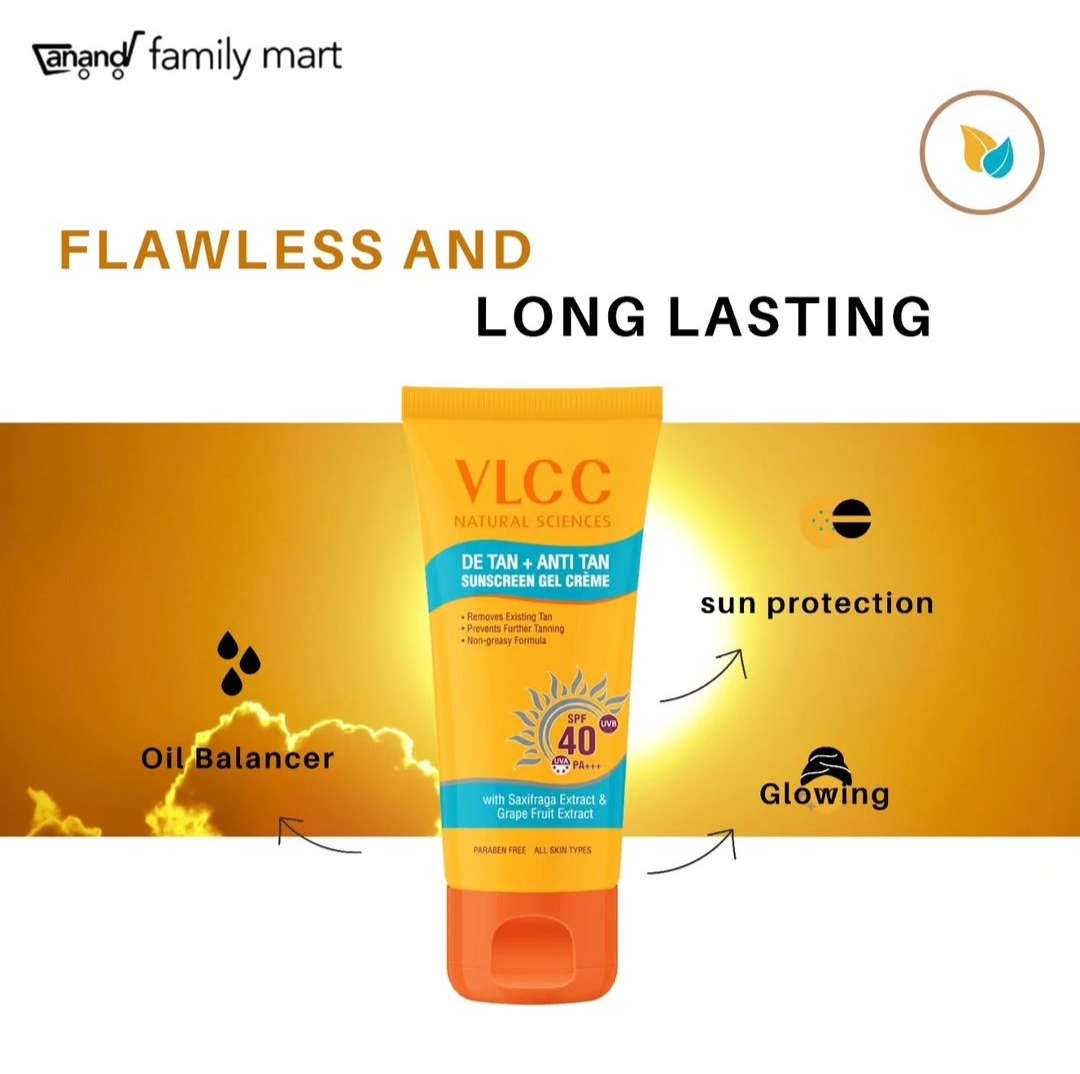 anand family mart
FLAWLESS AND
LONG LASTING
VLCC
NATURAL SCIENCES
DE TAN + ANTI TAN
SUNSCREEN GEL CRÈME
• Removes Existing Tan
• Prevents Further Tanning
• Non-greasy Formula
SPF
40
UVB
UVA
PA+++
with Saxifraga Extract &
Grape Fruit Extract
PARABEN FREE ALL SKIN TYPES
sun protection
Oil Balancer
Glowing